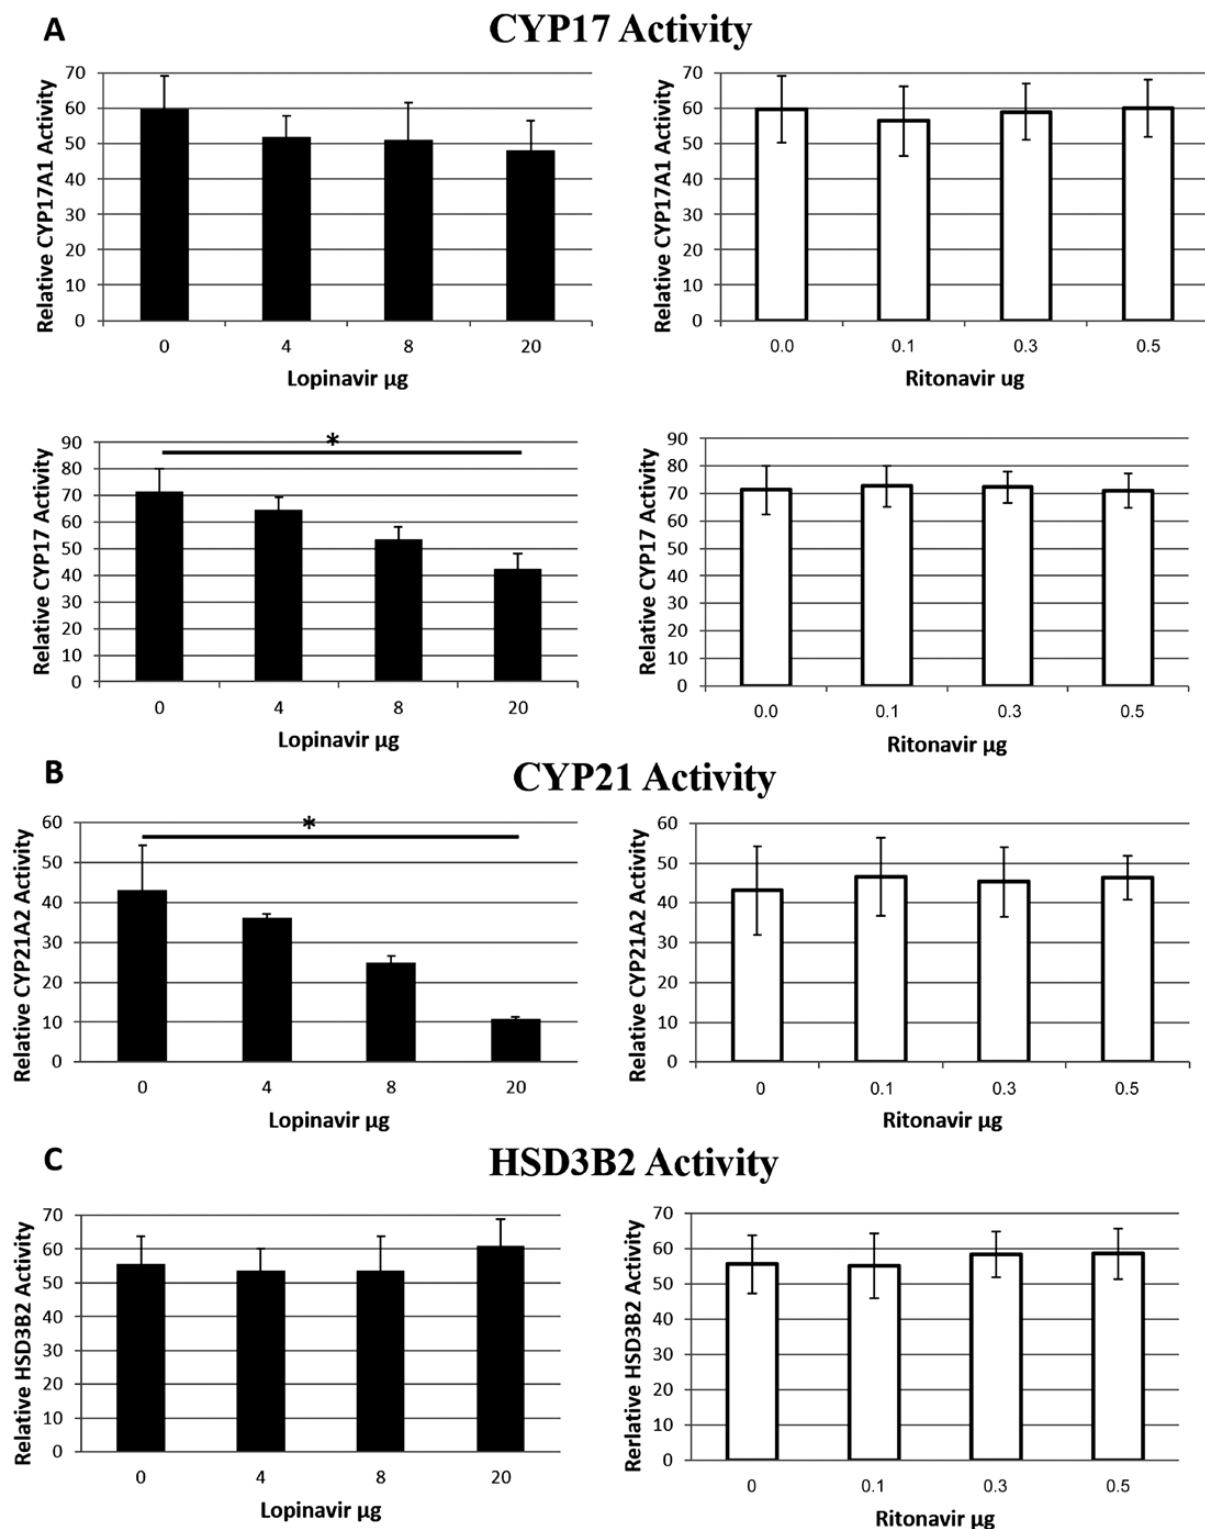 A
CYP17 Activity
Relative CYP17A1 Activity
70
60
50
40
30
20
10
0
0 4 8 20
Lopinavir µg
Relative CYP17A1 Activity
70
60
50
40
30
20
10
0
0.0 0.1 0.3 0.5
Ritonavir ug
Relative CYP17 Activity
90
80
70
60
50
40
30
20
10
0
*
0 4 8 20
Lopinavir µg
Relative CYP17 Activity
90
80
70
60
50
40
30
20
10
0
0.0 0.1 0.3 0.5
Ritonavir µg
B
CYP21 Activity
Relative CYP21A2 Activity
60
50
40
30
20
10
0
*
0 4 8 20
Lopinavir µg
Relative CYP21A2 Activity
60
50
40
30
20
10
0
0 0.1 0.3 0.5
Ritonavir µg
C
HSD3B2 Activity
Relative HSD3B2 Activity
70
60
50
40
30
20
10
0
0 4 8 20
Lopinavir µg
Rerlative HSD3B2 Activity
70
60
50
40
30
20
10
0
0 0.1 0.3 0.5
Ritonavir µg